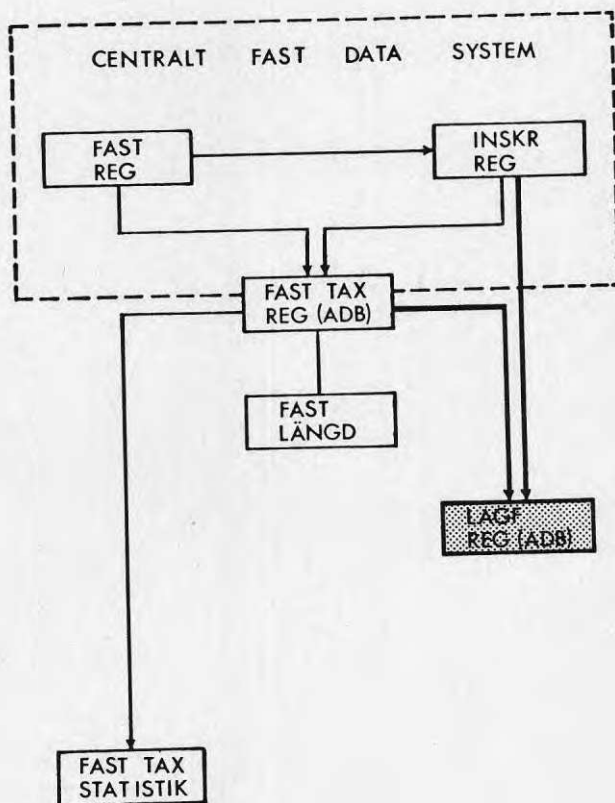 CENTRALT FAST DATA SYSTEM
FAST
REG
INSKR
REG
FAST TAX
REG (ADB)
FAST
LÄNGD
LAGF
REG (ADB)
FAST TAX
STATISTIK